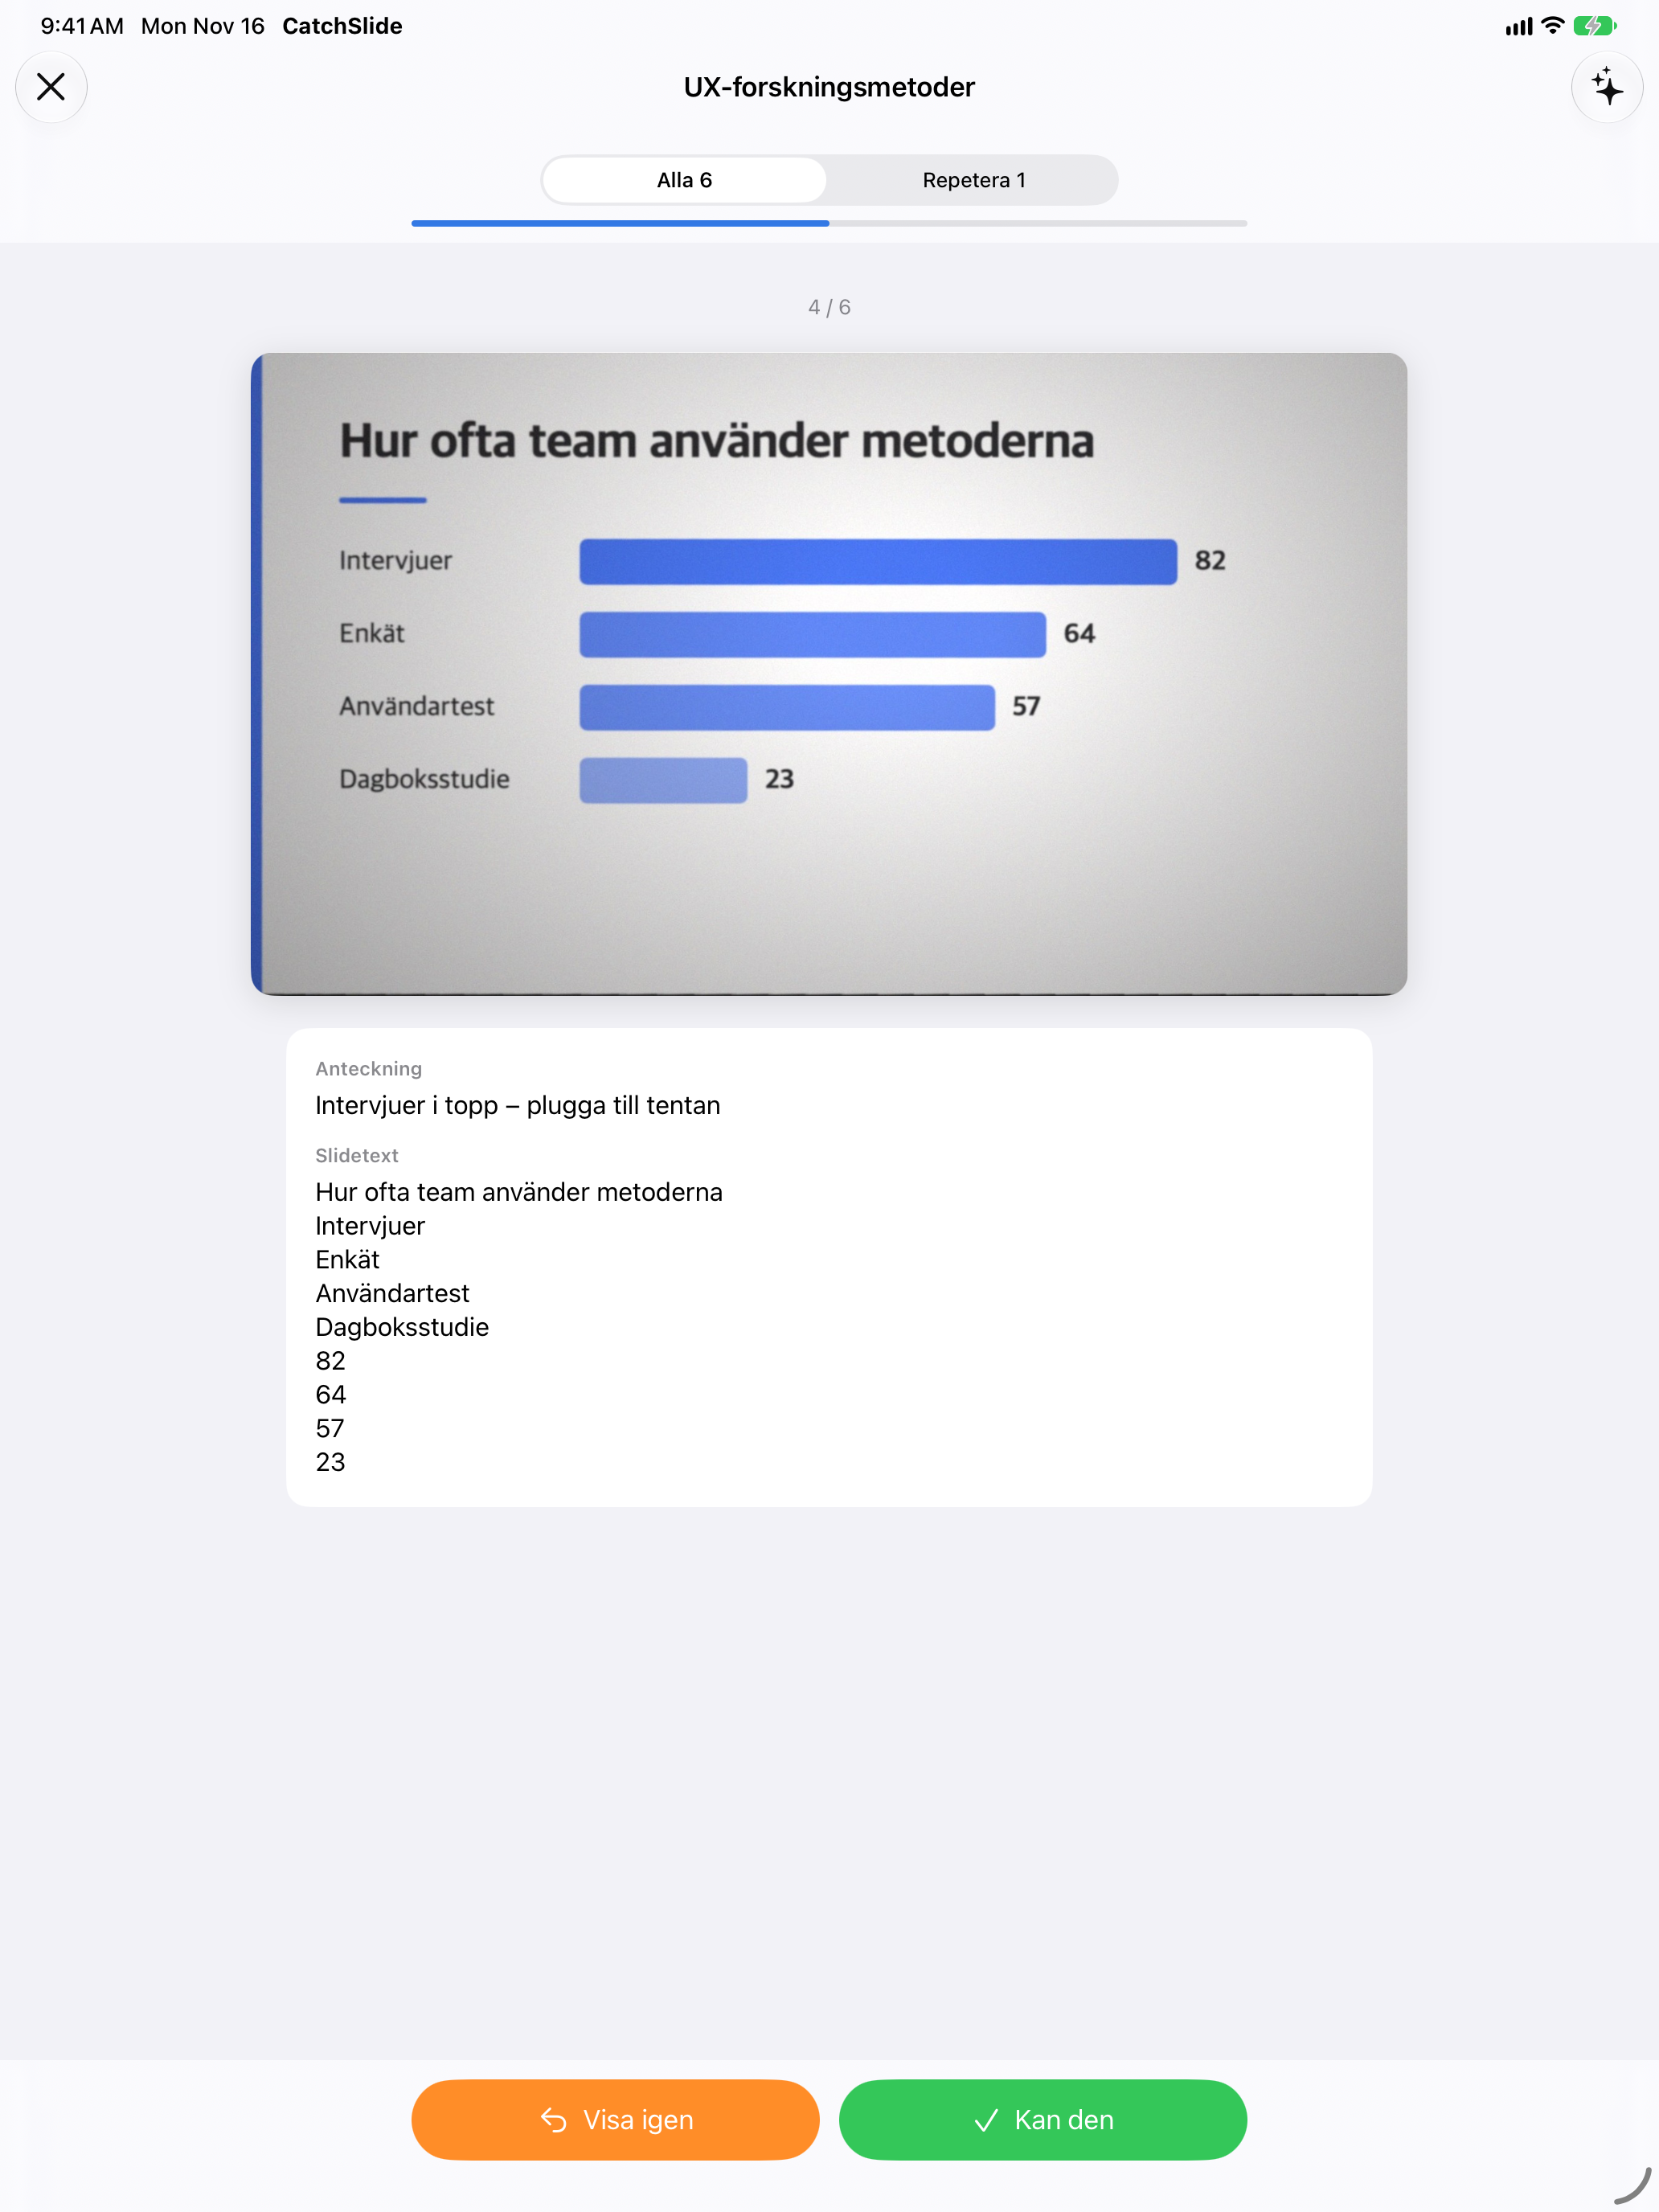 9:41 AM Mon Nov 16 CatchSlide
UX-forskningsmetoder
Alla 6
Repetera 1
4 / 6
Hur ofta team använder metoderna
Intervjuer 82
Enkät 64
Användartest 57
Dagboksstudie 23
Anteckning
Intervjuer i topp – plugga till tentan
Slidetext
Hur ofta team använder metoderna
Intervjuer
Enkät
Användartest
Dagboksstudie
82
64
57
23
Visa igen
Kan den